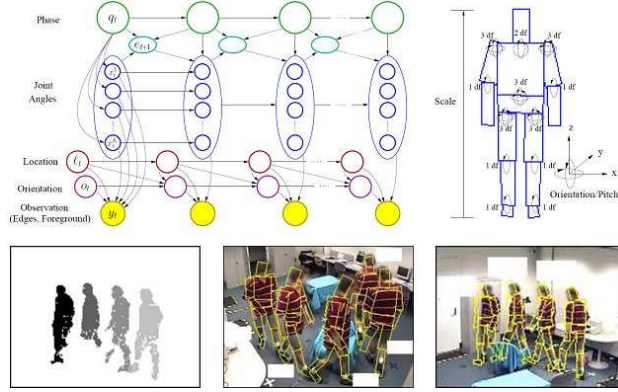 Phase
q_t
e_{t+1}
Joint
Angles
Location
ℓ_t
Orientation
o_t
Observation
(Edges, Foreground)
y_t
Scale
3 df
2 df
3 df
1 df
3 df
1 df
3 df
3 df
1 df
1 df
1 df
1 df
z
y
x
Orientation/Pitch